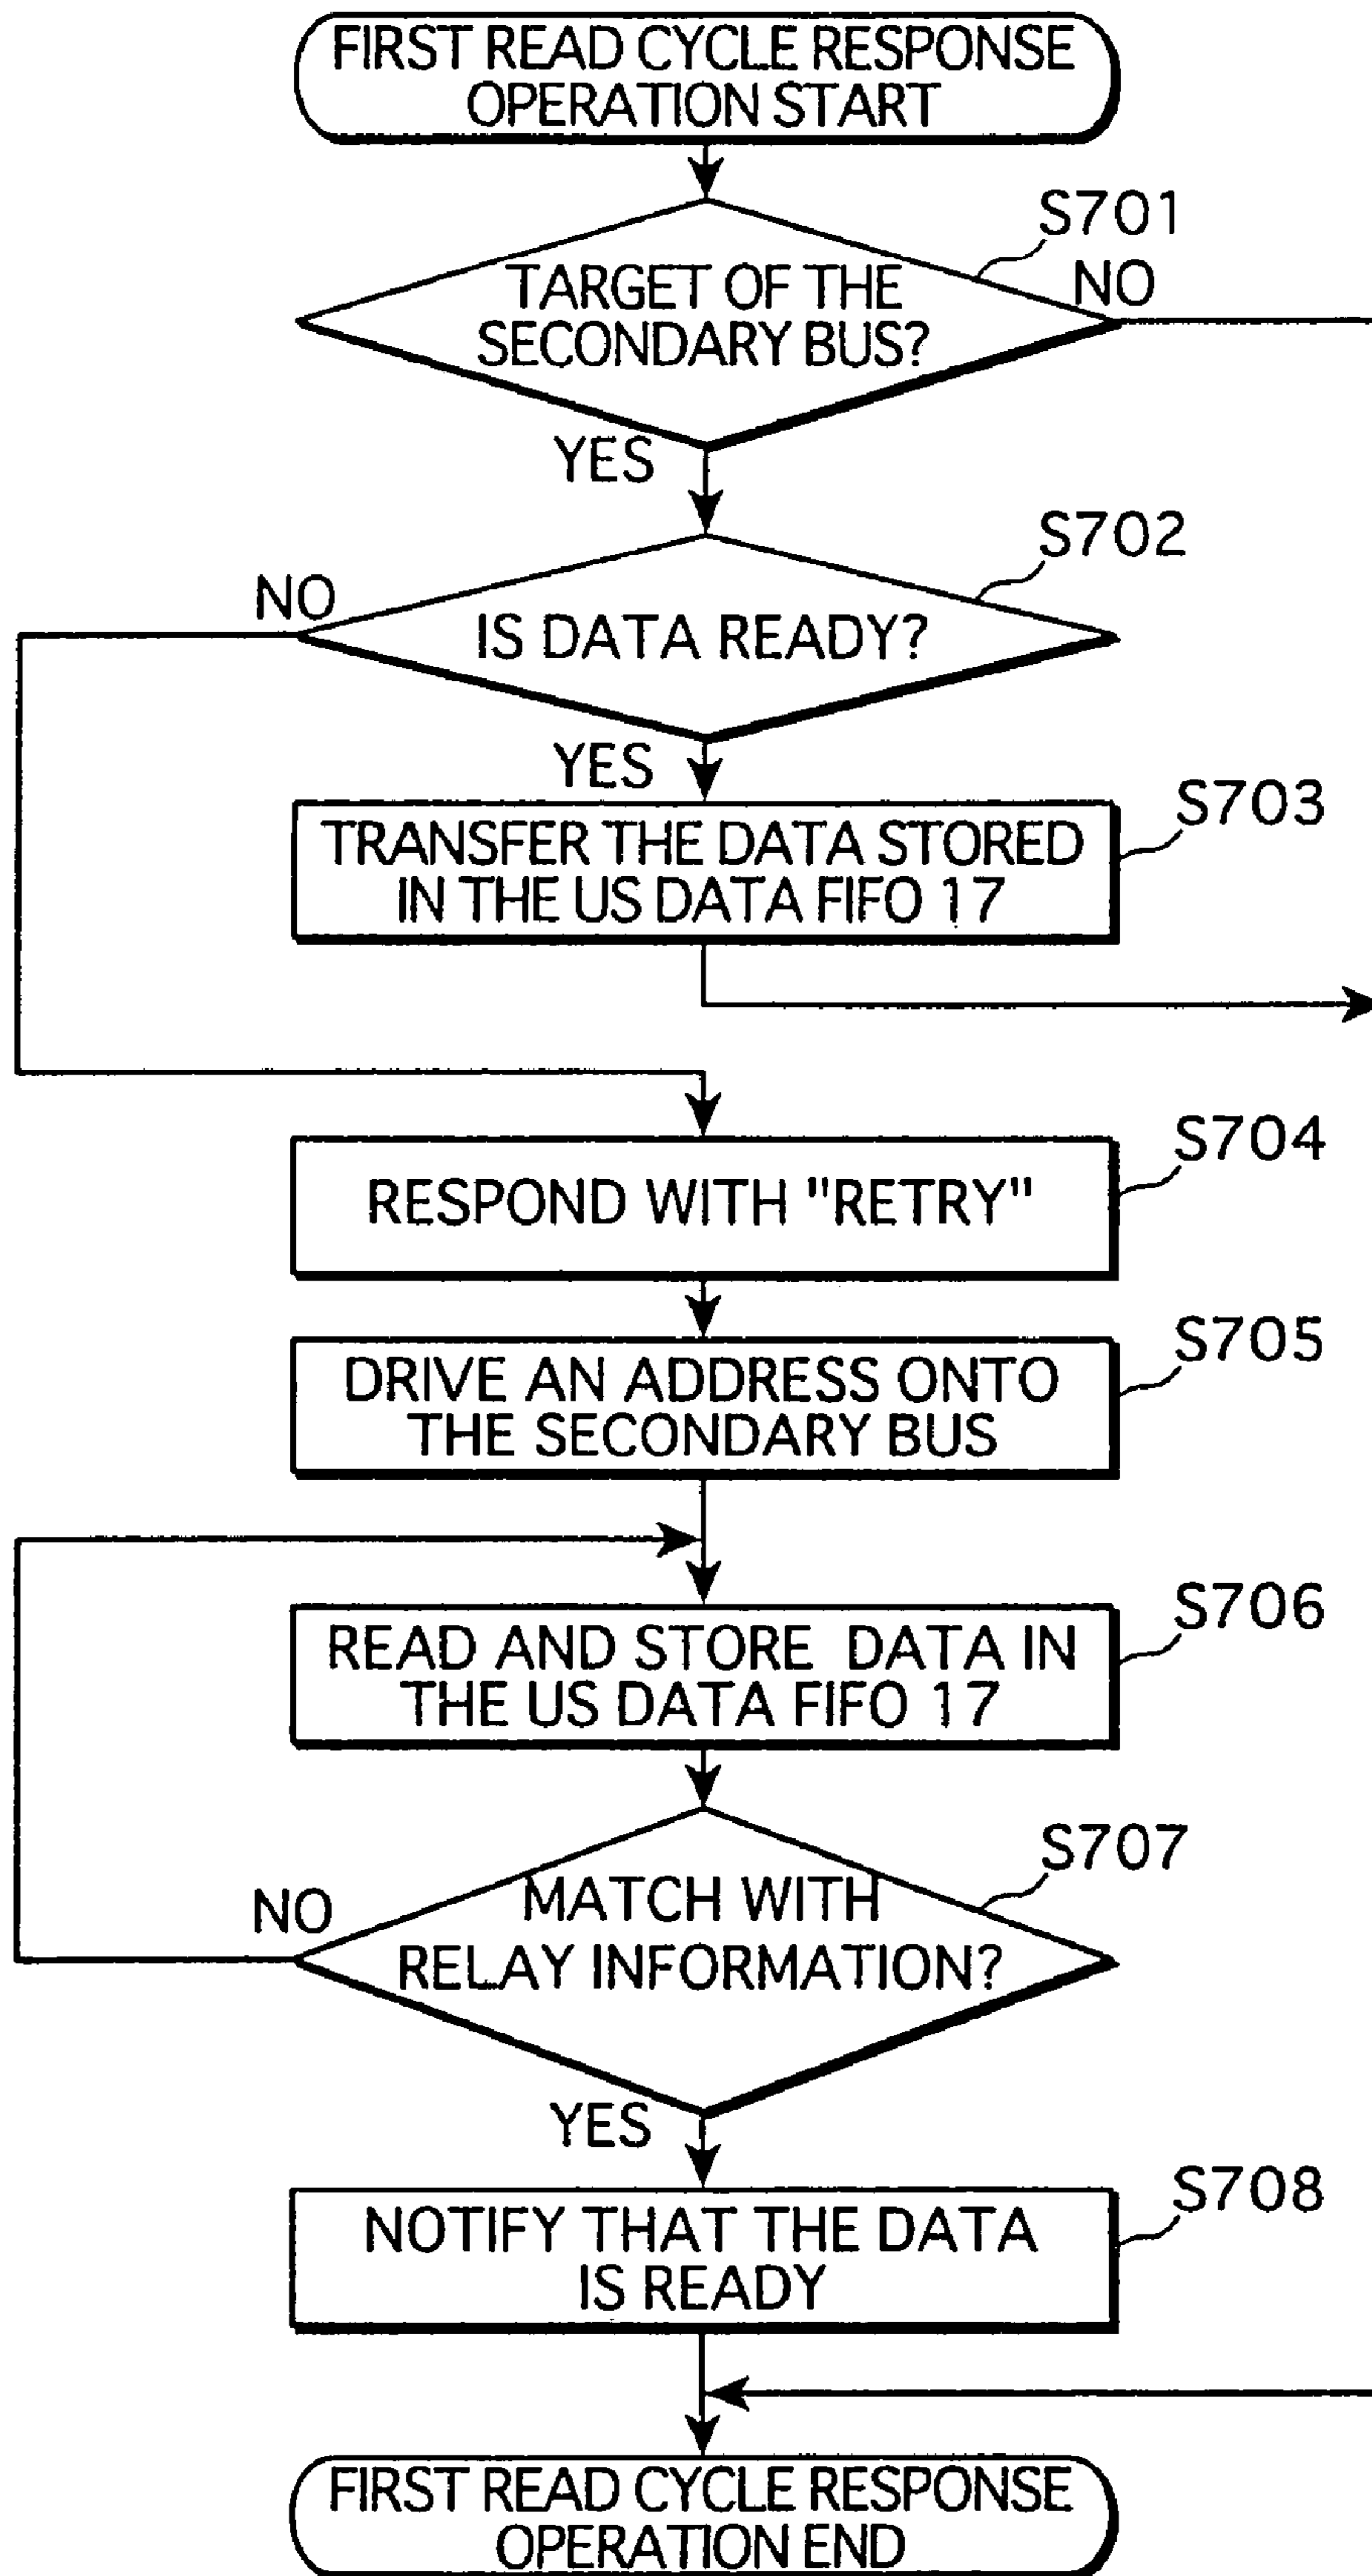 FIRST READ CYCLE RESPONSE
OPERATION START
S701
TARGET OF THE
SECONDARY BUS?
NO
YES
S702
NO
IS DATA READY?
YES
S703
TRANSFER THE DATA STORED
IN THE US DATA FIFO 17
S704
RESPOND WITH "RETRY"
S705
DRIVE AN ADDRESS ONTO
THE SECONDARY BUS
S706
READ AND STORE DATA IN
THE US DATA FIFO 17
S707
NO
MATCH WITH
RELAY INFORMATION?
YES
S708
NOTIFY THAT THE DATA
IS READY
FIRST READ CYCLE RESPONSE
OPERATION END